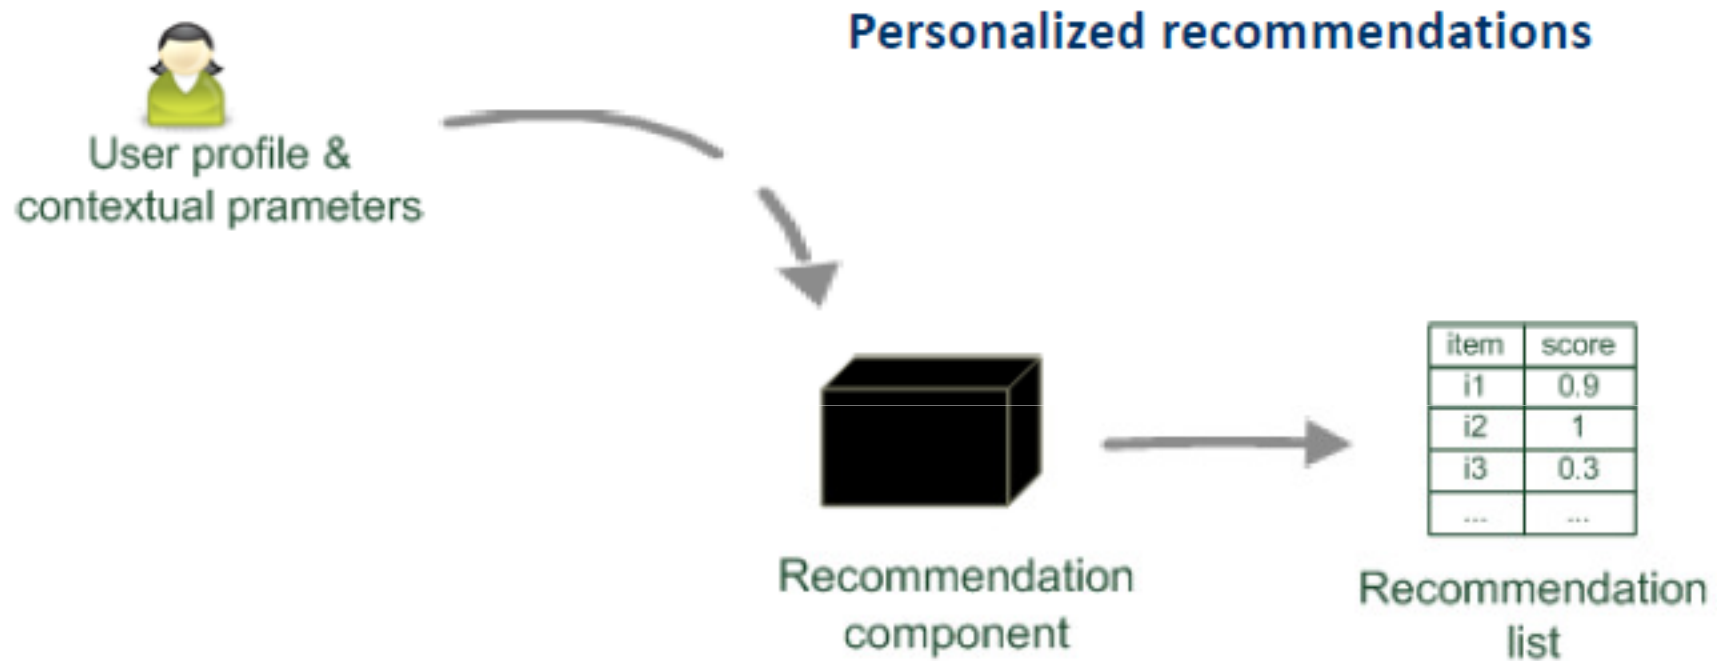 Personalized recommendations
User profile &
contextual prameters
item score
i1 0.9
i2 1
i3 0.3
... ...
Recommendation
component
Recommendation
list